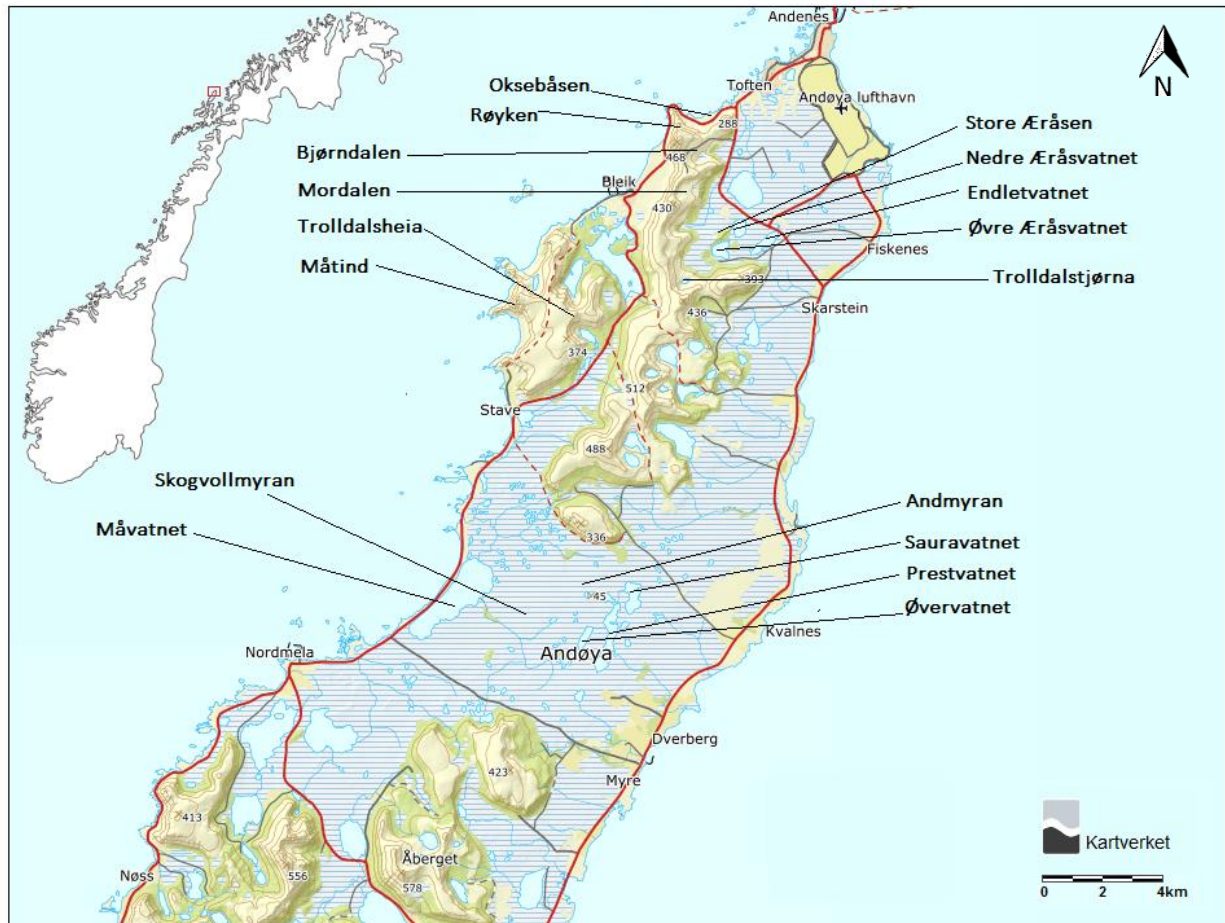 Andenes
Toften
Andøya lufthavn
Oksebåsen
Røyken
288
Store Æråsen
Bjørndalen
468
Nedre Æråsvatnet
Mordalen
Bleik
Endletvatnet
430
Trolldalsheia
Øvre Æråsvatnet
Fiskenes
Måtind
393
Trolldalstjørna
Skarstein
436
374
512
Stave
488
Skogvollmyran
Andmyran
Måvatnet
336
Sauravatnet
45
Prestvatnet
Øvervatnet
Kvalnes
Nordmela
Andøya
Dverberg
423
Myre
413
Åberget
Nøss
556
578
N
Kartverket
0 2 4km